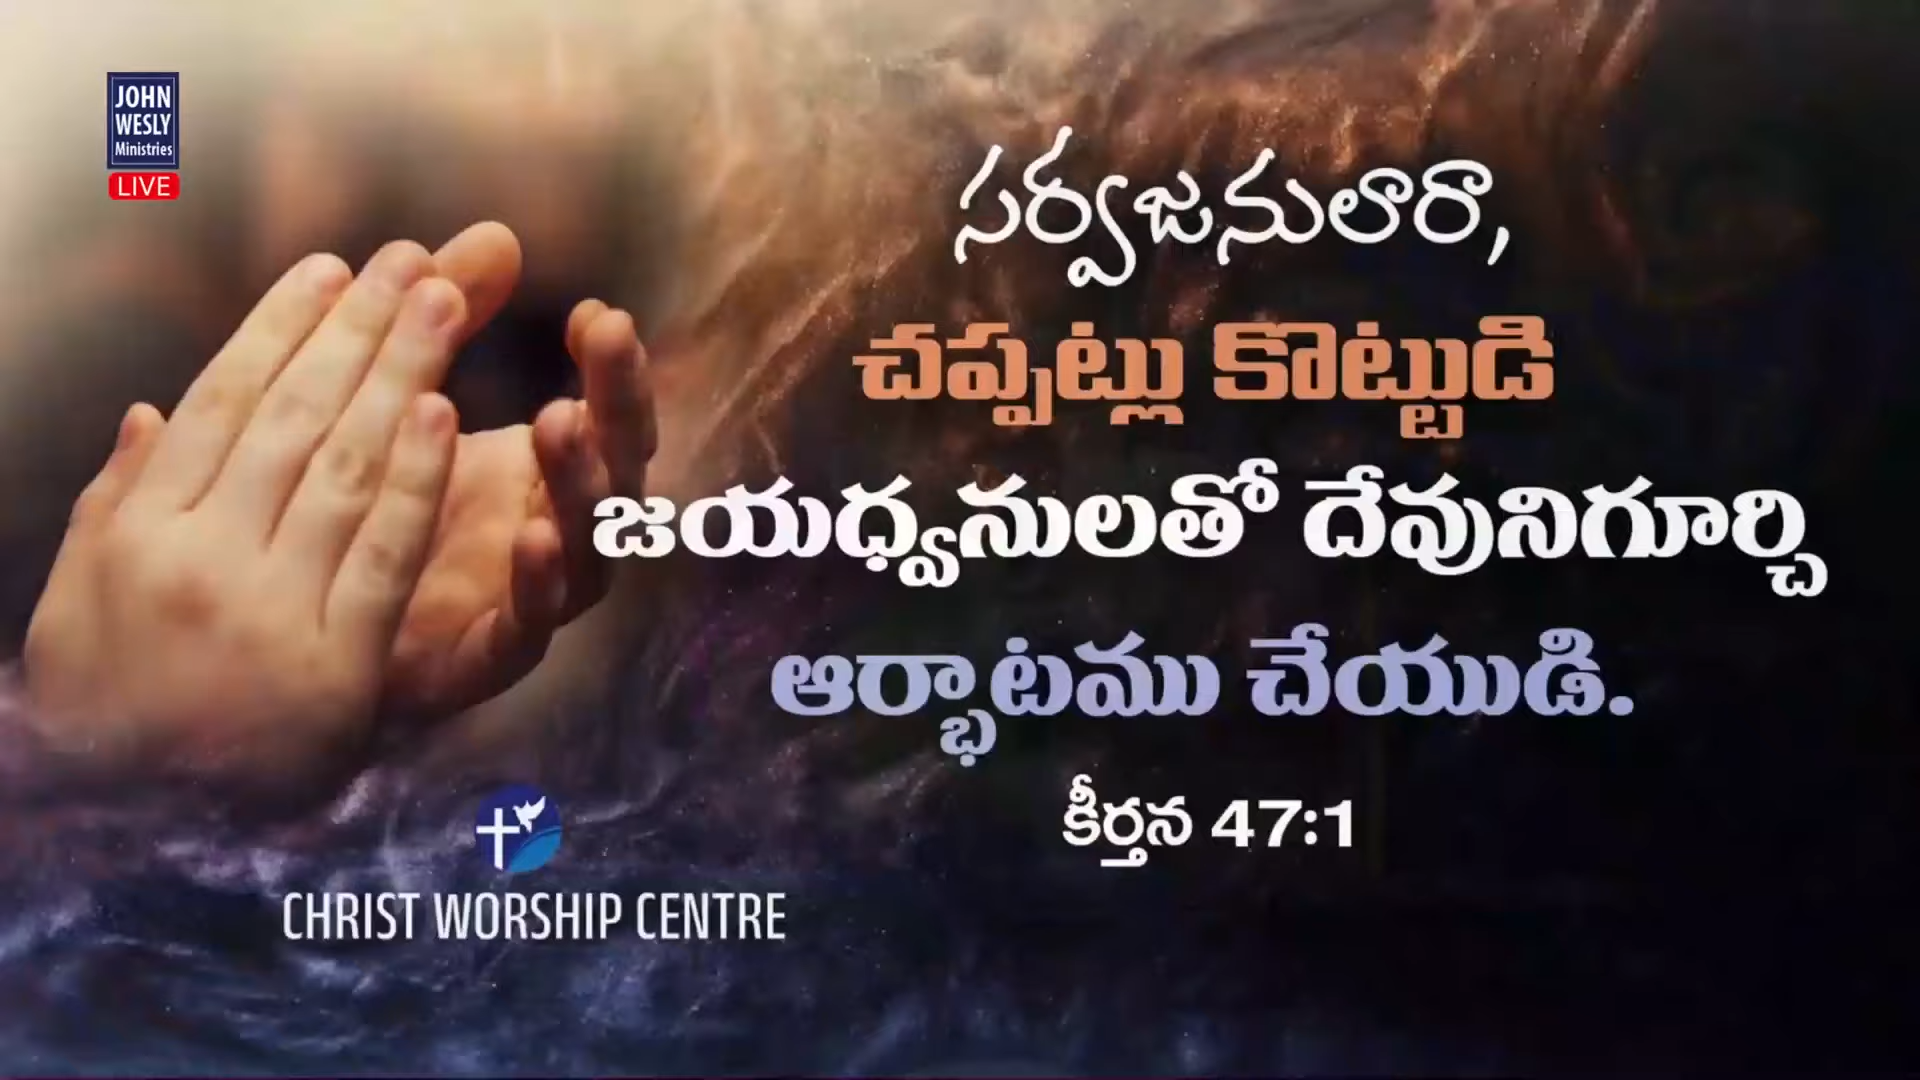 JOHN
WESLY
Ministries
LIVE
సర్వజనులారా,
చప్పట్లు కొట్టుడి
జయధ్వనులతో దేవునిగూర్చి
ఆర్భాటము చేయుడి.
కీర్తన 47:1
CHRIST WORSHIP CENTRE